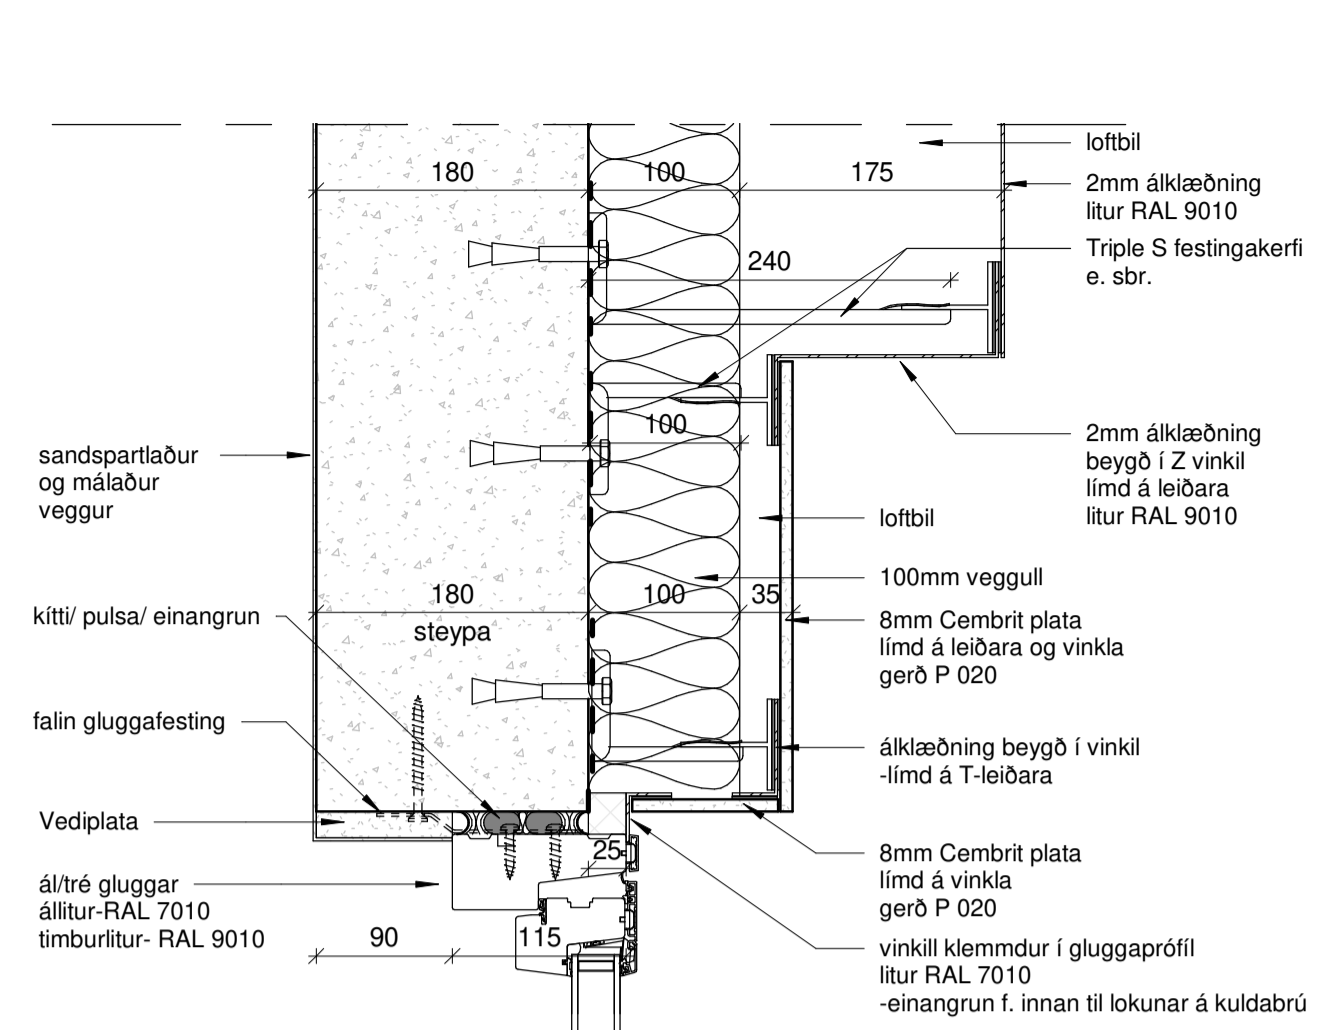 loftbil
180
100
175
2mm álklæðning
litur RAL 9010
Triple S festingakerfi
e. sbr.
240
100
2mm álklæðning
beygð í Z vinkil
límd á leiðara
litur RAL 9010
sandspartlaður
og málaður
veggur
loftbil
100mm veggull
180
100
35
steypa
kítti/ pulsa/ einangrun
8mm Cembrit plata
límd á leiðara og vinkla
gerð P 020
falin gluggafesting
álklæðning beygð í vinkil
-límd á T-leiðara
Vediplata
25
8mm Cembrit plata
límd á vinkla
gerð P 020
ál/tré gluggar
állitur-RAL 7010
timburlitur- RAL 9010
90
115
vinkill klemmdur í gluggaprófíl
litur RAL 7010
-einangrun f. innan til lokunar á kuldabrú